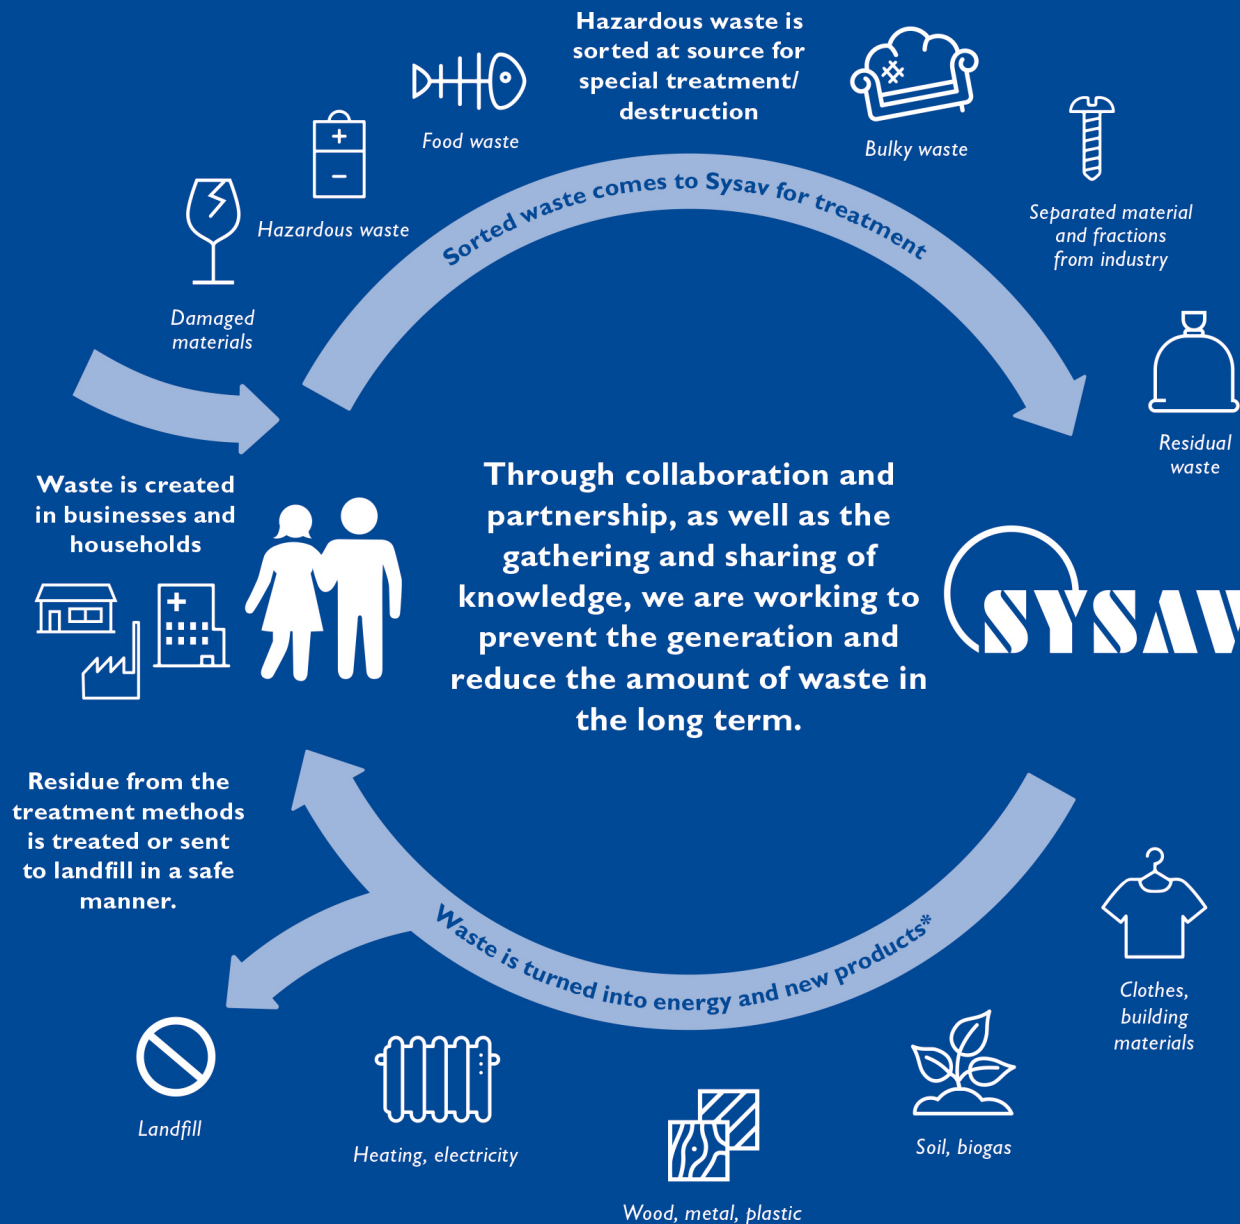 Hazardous waste is
sorted at source for
special treatment/
destruction
Food waste
Bulky waste
Hazardous waste
Separated material
and fractions
from industry
Damaged
materials
Sorted waste comes to Sysav for treatment
Residual
waste
Waste is created
in businesses and
households
Through collaboration and
partnership, as well as the
gathering and sharing of
knowledge, we are working to
prevent the generation and
reduce the amount of waste in
the long term.
SYSAV
Residue from the
treatment methods
is treated or sent
to landfill in a safe
manner.
Waste is turned into energy and new products*
Clothes,
building
materials
Landfill
Heating, electricity
Soil, biogas
Wood, metal, plastic